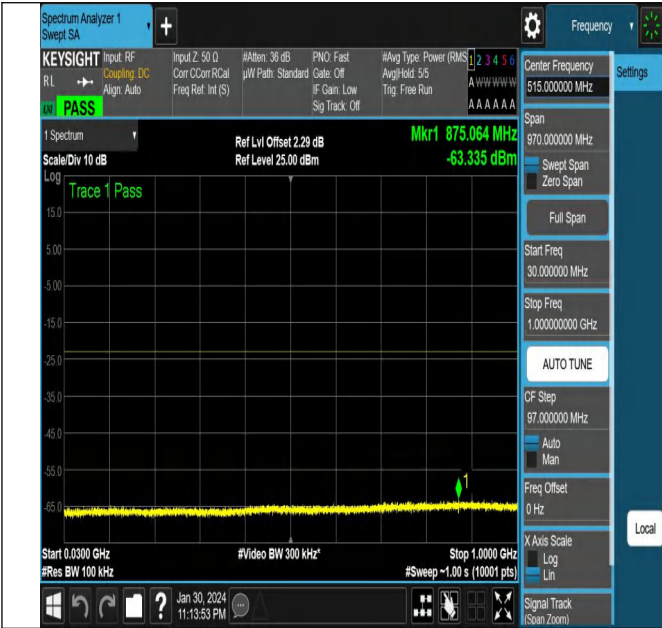 Spectrum Analyzer 1
Swept SA
+
Frequency
KEYSIGHT
RL
PASS
Input: RF
Coupling: DC
Align: Auto
Input Z: 50 Ω
Corr CCorr RCal
Freq Ref: Int (S)
#Atten: 36 dB
µW Path: Standard
PNO: Fast
Gate: Off
IF Gain: Low
Sig Track: Off
#Avg Type: Power (RMS
Avg|Hold: 5/5
Trig: Free Run
1 2 3 4 5 6
A W W W W W
A A A A A A
1 Spectrum
Scale/Div 10 dB
Ref Lvl Offset 2.29 dB
Ref Level 25.00 dBm
Mkr1 875.064 MHz
-63.335 dBm
Log
Trace 1 Pass
15.0
5.00
-5.00
-15.0
-25.0
-35.0
-45.0
-55.0
-65.0
1
Start 0.0300 GHz
#Res BW 100 kHz
#Video BW 300 kHz*
Stop 1.0000 GHz
#Sweep ~1.00 s (10001 pts)
Center Frequency
515.000000 MHz
Settings
Span
970.000000 MHz
Swept Span
Zero Span
Full Span
Start Freq
30.000000 MHz
Stop Freq
1.000000000 GHz
AUTO TUNE
CF Step
97.000000 MHz
Auto
Man
Freq Offset
0 Hz
X Axis Scale
Log
Lin
Local
Signal Track
(Span Zoom)
?
Jan 30, 2024
11:13:53 PM